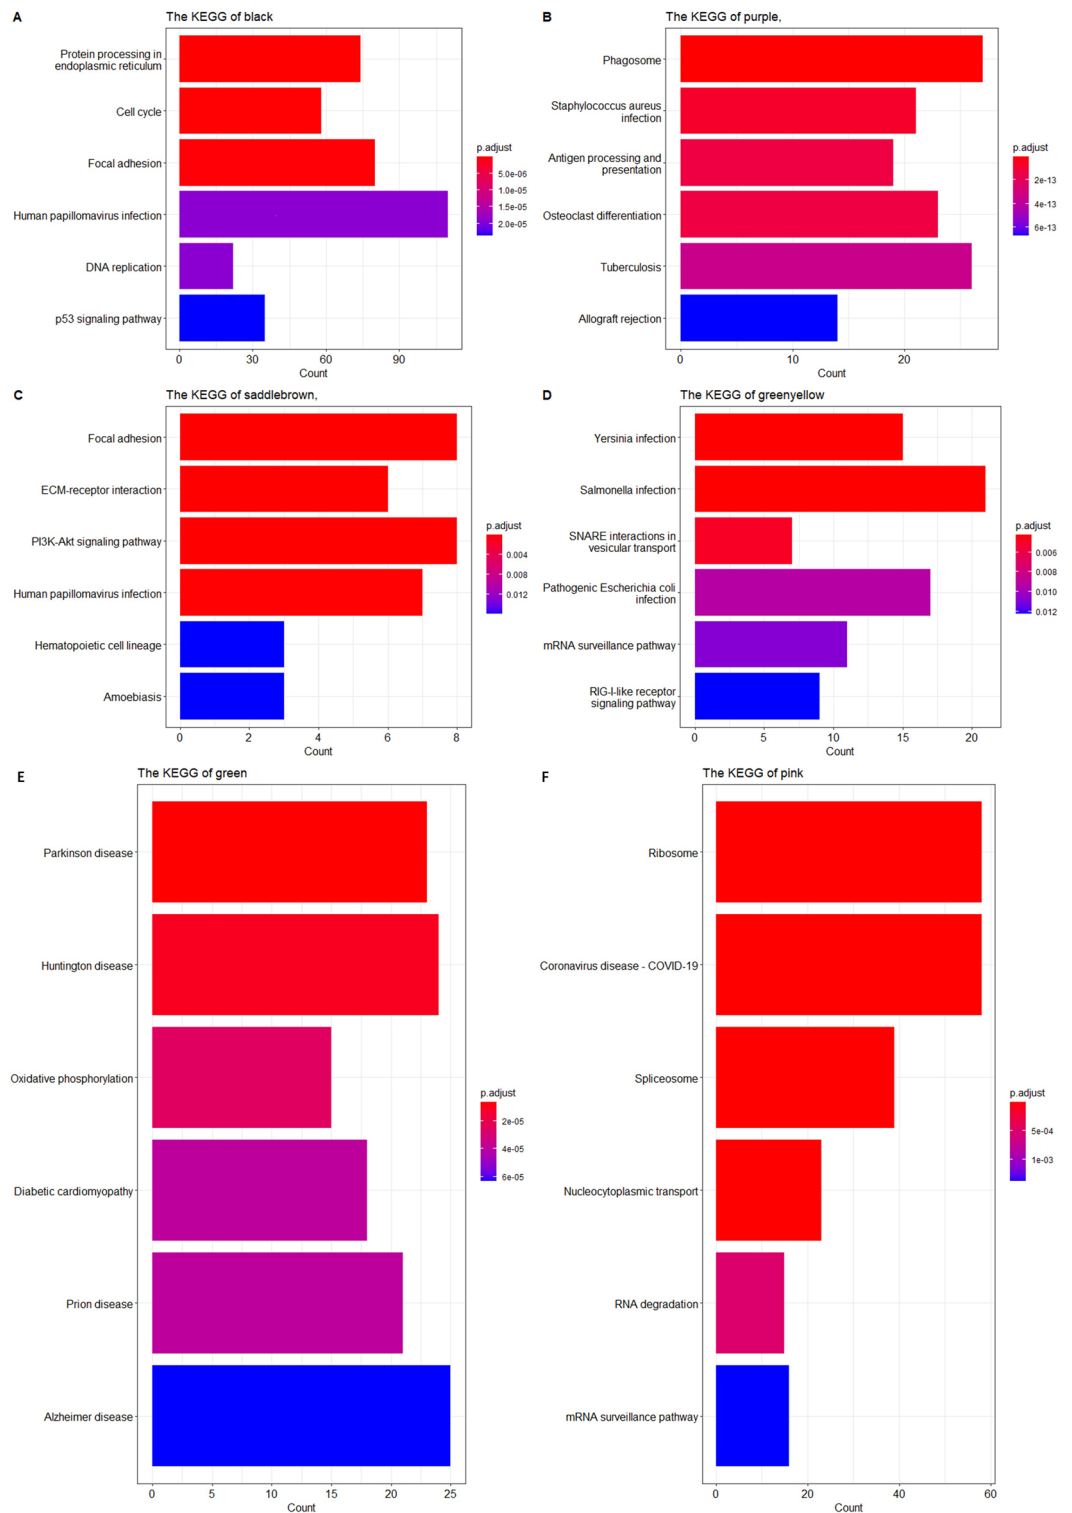 A
The KEGG of black
Protein processing in
endoplasmic reticulum
Cell cycle
Focal adhesion
Human papillomavirus infection
DNA replication
p53 signaling pathway
0 30 60 90
Count
p.adjust
5.0e-06
1.0e-05
1.5e-05
2.0e-05
B
The KEGG of purple,
Phagosome
Staphylococcus aureus
infection
Antigen processing and
presentation
Osteoclast differentiation
Tuberculosis
Allograft rejection
0 10 20
Count
p.adjust
2e-13
4e-13
6e-13
C
The KEGG of saddlebrown,
Focal adhesion
ECM-receptor interaction
PI3K-Akt signaling pathway
Human papillomavirus infection
Hematopoietic cell lineage
Amoebiasis
0 2 4 6 8
Count
p.adjust
0.004
0.008
0.012
D
The KEGG of greenyellow
Yersinia infection
Salmonella infection
SNARE interactions in
vesicular transport
Pathogenic Escherichia coli
infection
mRNA surveillance pathway
RIG-I-like receptor
signaling pathway
0 5 10 15 20
Count
p.adjust
0.006
0.008
0.010
0.012
E
The KEGG of green
Parkinson disease
Huntington disease
Oxidative phosphorylation
Diabetic cardiomyopathy
Prion disease
Alzheimer disease
0 5 10 15 20 25
Count
p.adjust
2e-05
4e-05
6e-05
F
The KEGG of pink
Ribosome
Coronavirus disease - COVID-19
Spliceosome
Nucleocytoplasmic transport
RNA degradation
mRNA surveillance pathway
0 20 40 60
Count
p.adjust
5e-04
1e-03